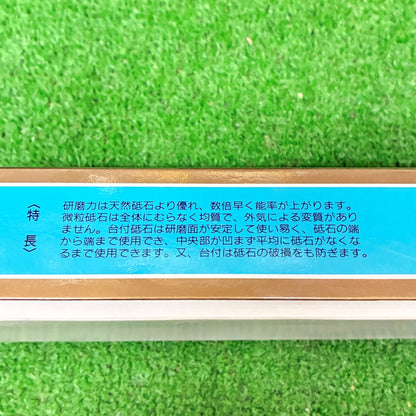 〈特長〉
研磨力は天然砥石より優れ、数倍早く能率が上がります。
微粒砥石は全体にむらなく均質で、外気による変質があり
ません。台付砥石は研磨面が安定して使い易く、砥石の端
から端まで使用でき、中央部が凹まず平均に砥石がなくな
るまで使用できます。又、台付は砥石の破損をも防ぎます。